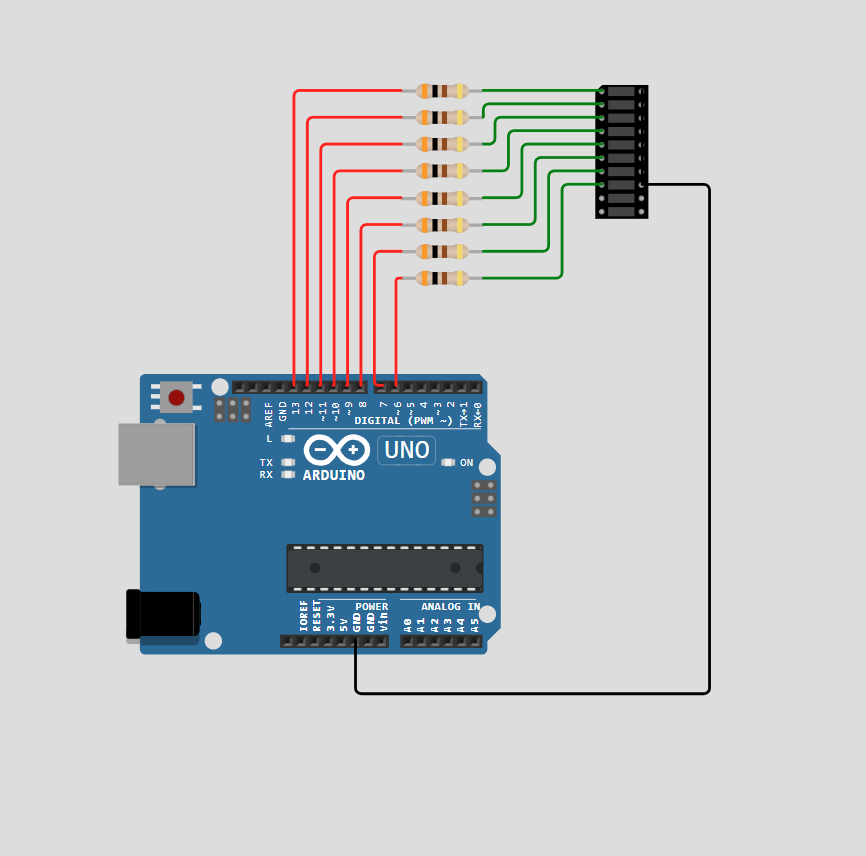 AREF
GND
13
12
~11
~10
~9
8
7
~6
~5
4
~3
2
TX→1
RX←0
DIGITAL (PWM ~)
L
TX
RX
UNO
ON
ARDUINO
POWER
ANALOG IN
IOREF
RESET
3.3V
5V
GND
GND
Vin
A0
A1
A2
A3
A4
A5